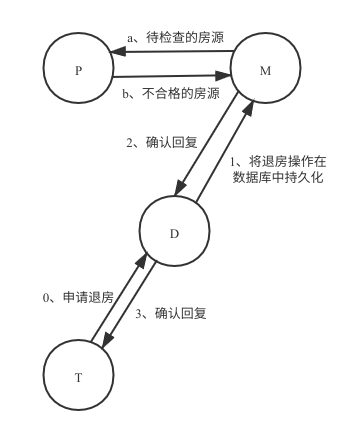 a、待检查的房源
P
M
b、不合格的房源
2、确认回复
1、将退房操作在
数据库中持久化
D
0、申请退房
3、确认回复
T